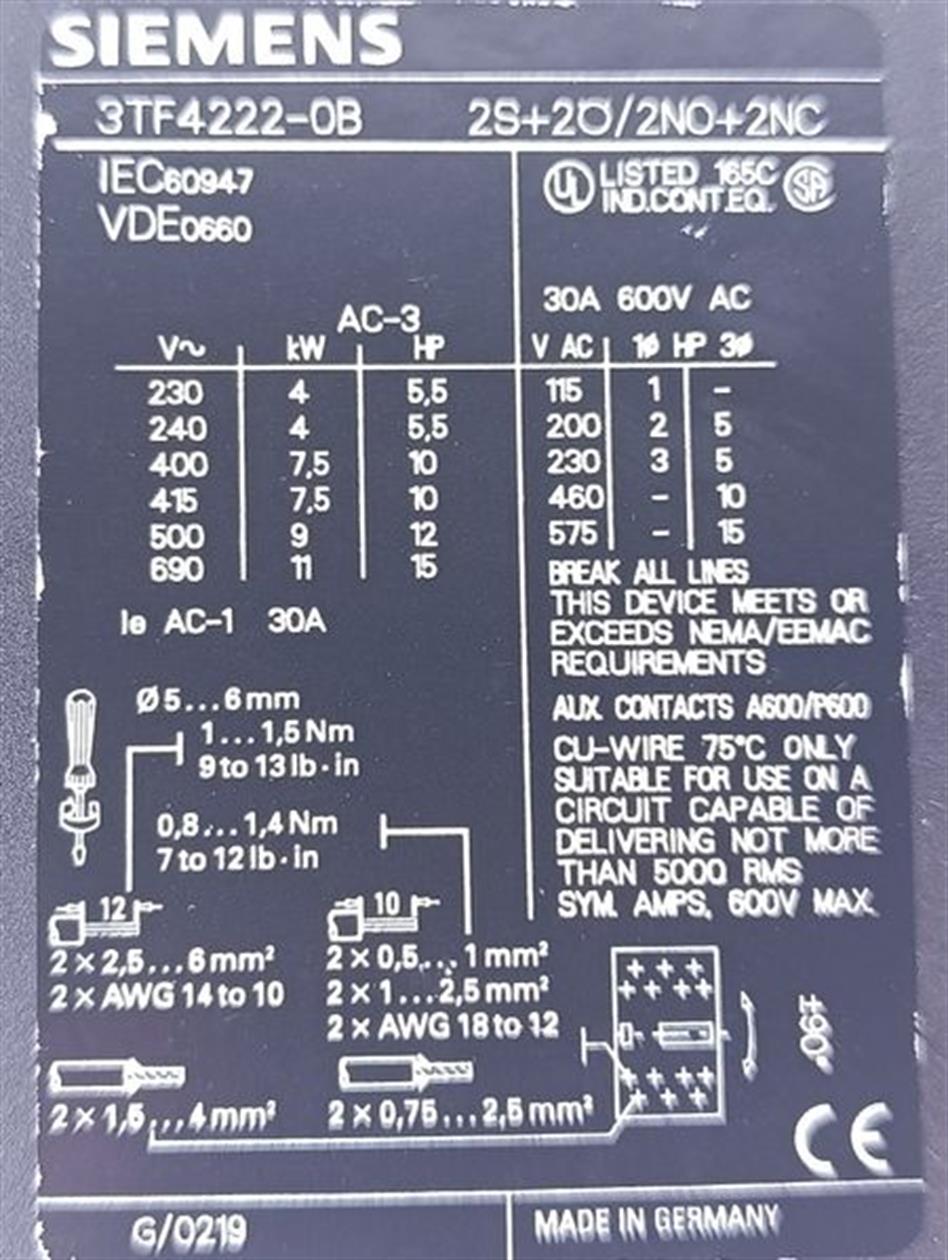 SIEMENS
3TF4222-0B 2S+2Ö/2NO+2NC
IEC60947
VDE0660
AC-3
V~ kW HP
230 4 5,5
240 4 5,5
400 7,5 10
415 7,5 10
500 9 12
690 11 15
Ie AC-1 30A
UL LISTED 165C SA
IND.CONT.EQ.
30A 600V AC
V AC 1Ø HP 3Ø
115 1 -
200 2 5
230 3 5
460 - 10
575 - 15
BREAK ALL LINES
THIS DEVICE MEETS OR
EXCEEDS NEMA/EEMAC
REQUIREMENTS
AUX. CONTACTS A600/P600
CU-WIRE 75°C ONLY
SUITABLE FOR USE ON A
CIRCUIT CAPABLE OF
DELIVERING NOT MORE
THAN 5000 RMS
SYM. AMPS, 600V MAX.
Ø5...6mm
1...1,5Nm
9 to 13 lb·in
0,8...1,4Nm
7 to 12 lb·in
12
2×2,5...6mm²
2×AWG 14 to 10
10
2×0,5...1mm²
2×1...2,5mm²
2×AWG 18 to 12
2×1,5...4mm²
2×0,75...2,5mm²
±90°
CE
G/0219
MADE IN GERMANY